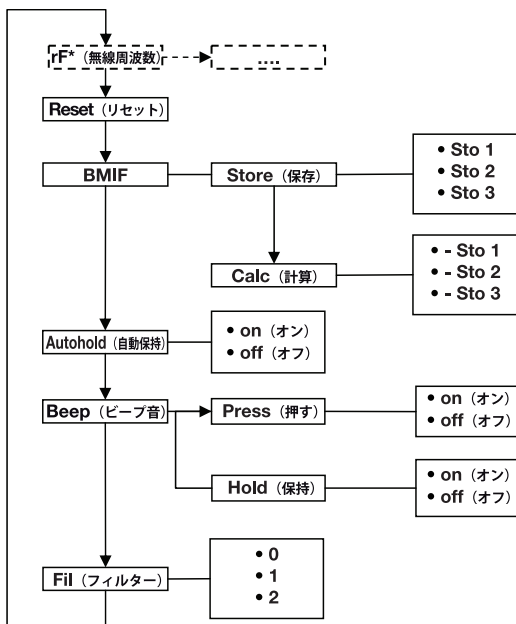 rF* (無線周波数)
....
Reset (リセット)
BMIF
Store (保存)
• Sto 1
• Sto 2
• Sto 3
Calc (計算)
• - Sto 1
• - Sto 2
• - Sto 3
Autohold (自動保持)
• on (オン)
• off (オフ)
Beep (ビープ音)
Press (押す)
• on (オン)
• off (オフ)
Hold (保持)
• on (オン)
• off (オフ)
Fil (フィルター)
• 0
• 1
• 2